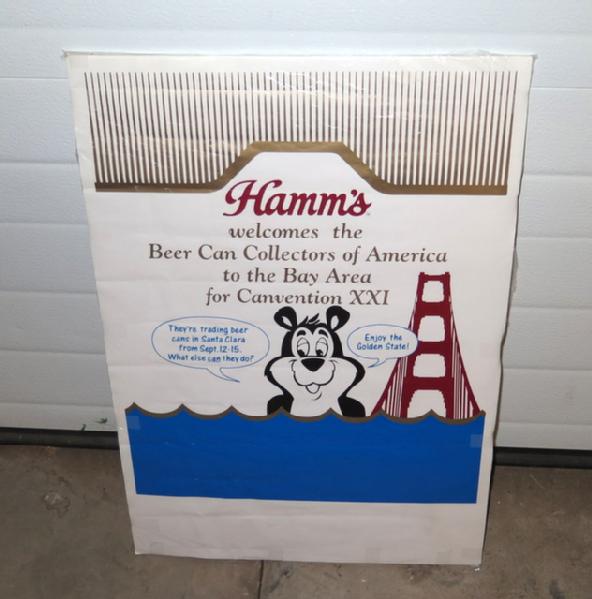 Hamm's
welcomes the
Beer Can Collectors of America
to the Bay Area
for Canvention XXI
They're trading beer
cans in Santa Clara
from Sept. 12-15.
What else can they do?
Enjoy the
Golden State!